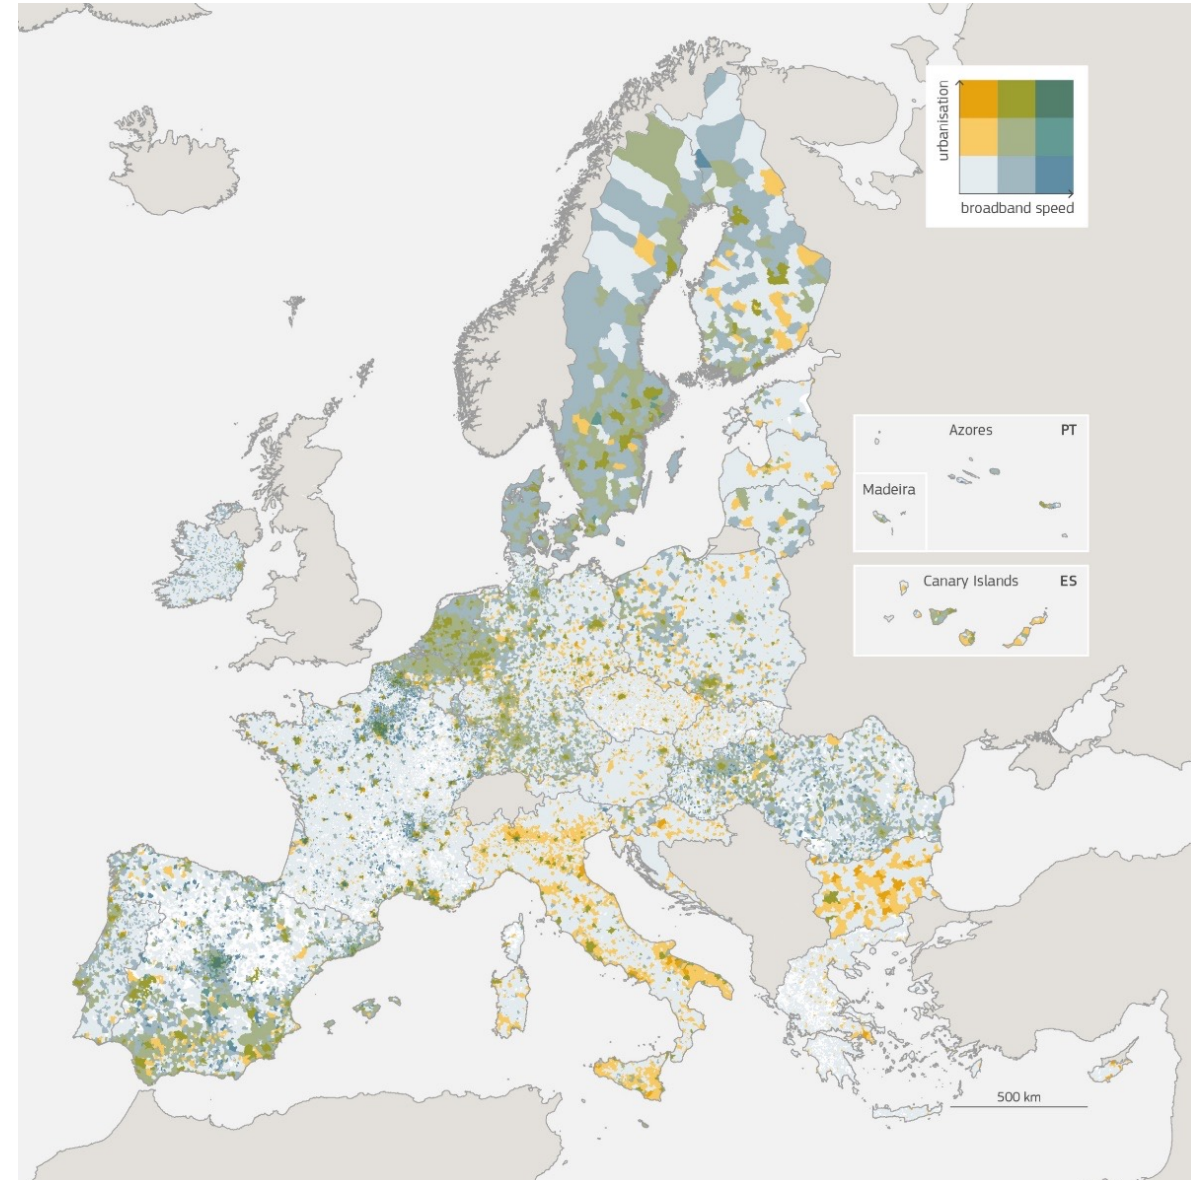 urbanisation
broadband speed
Azores PT
Madeira
Canary Islands ES
500 km